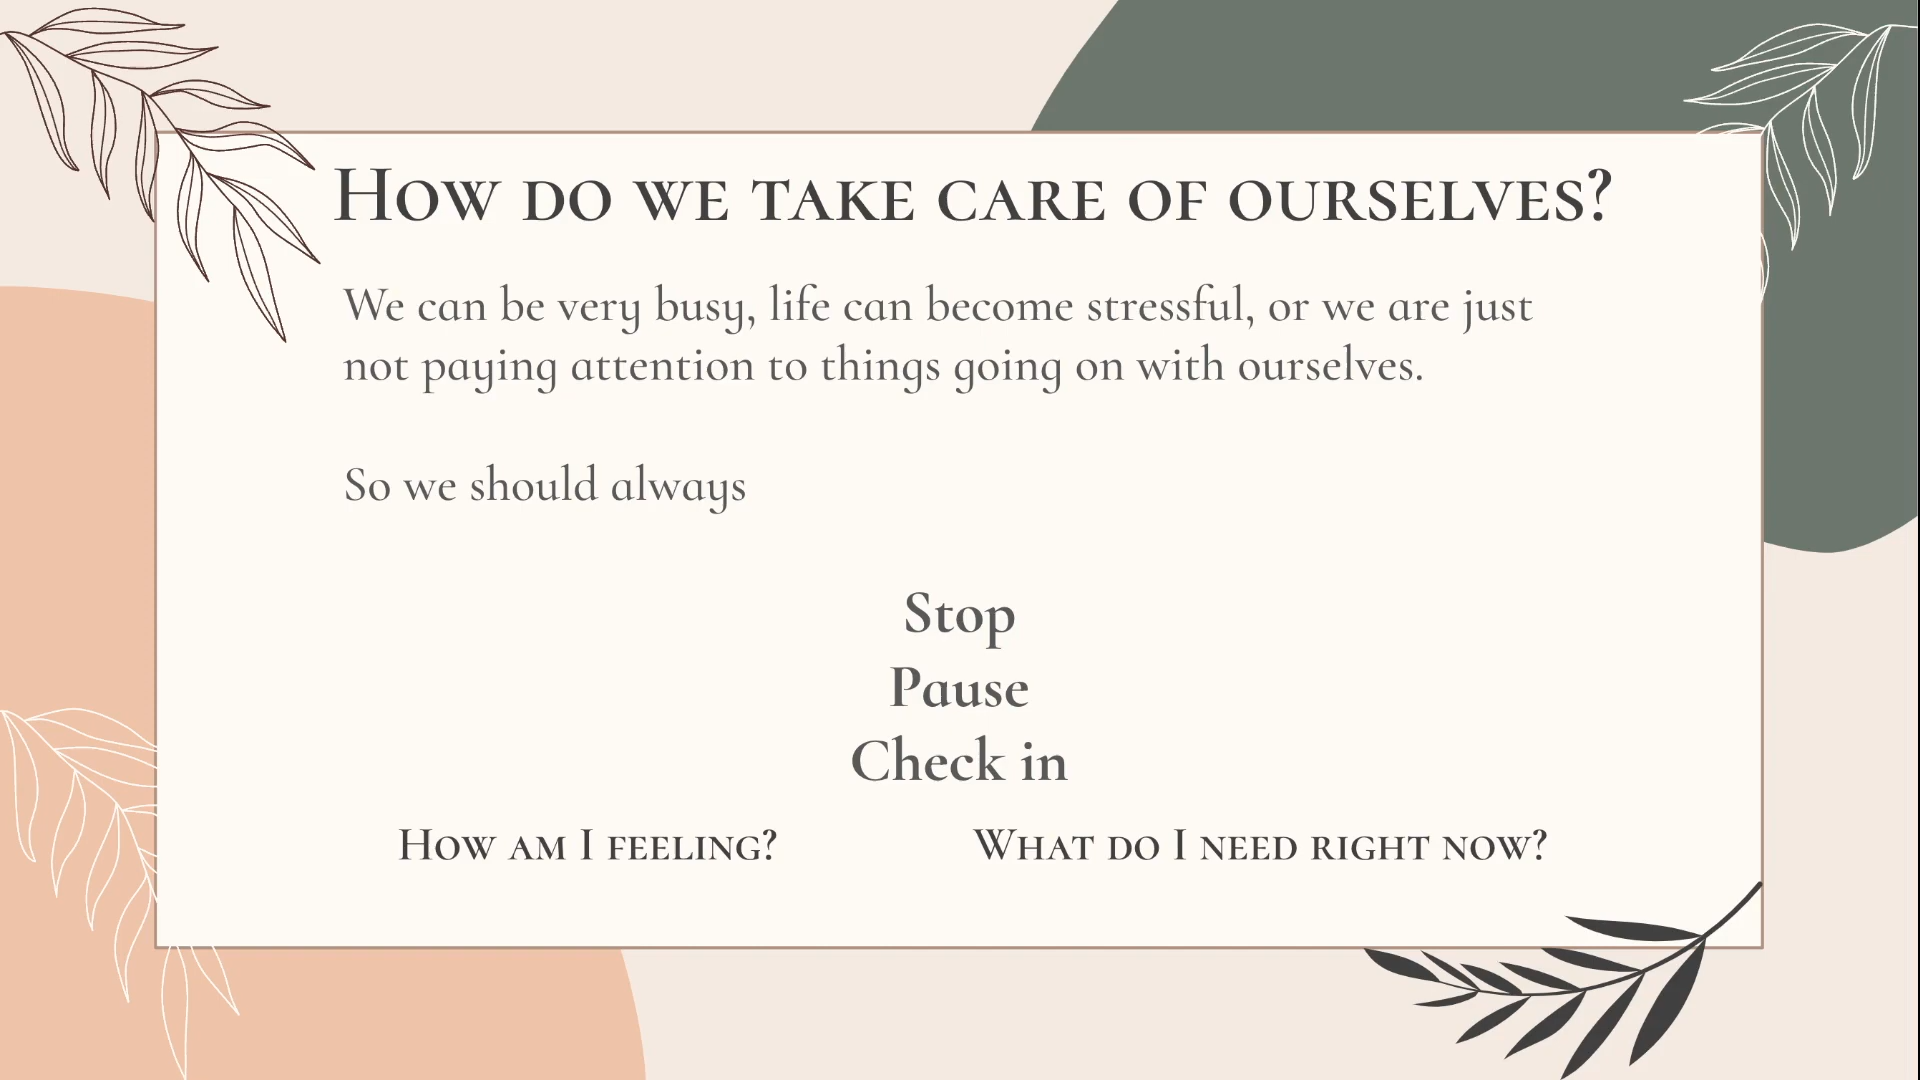 How do we take care of ourselves?
We can be very busy, life can become stressful, or we are just
not paying attention to things going on with ourselves.
So we should always
Stop
Pause
Check in
How am I feeling?
What do I need right now?